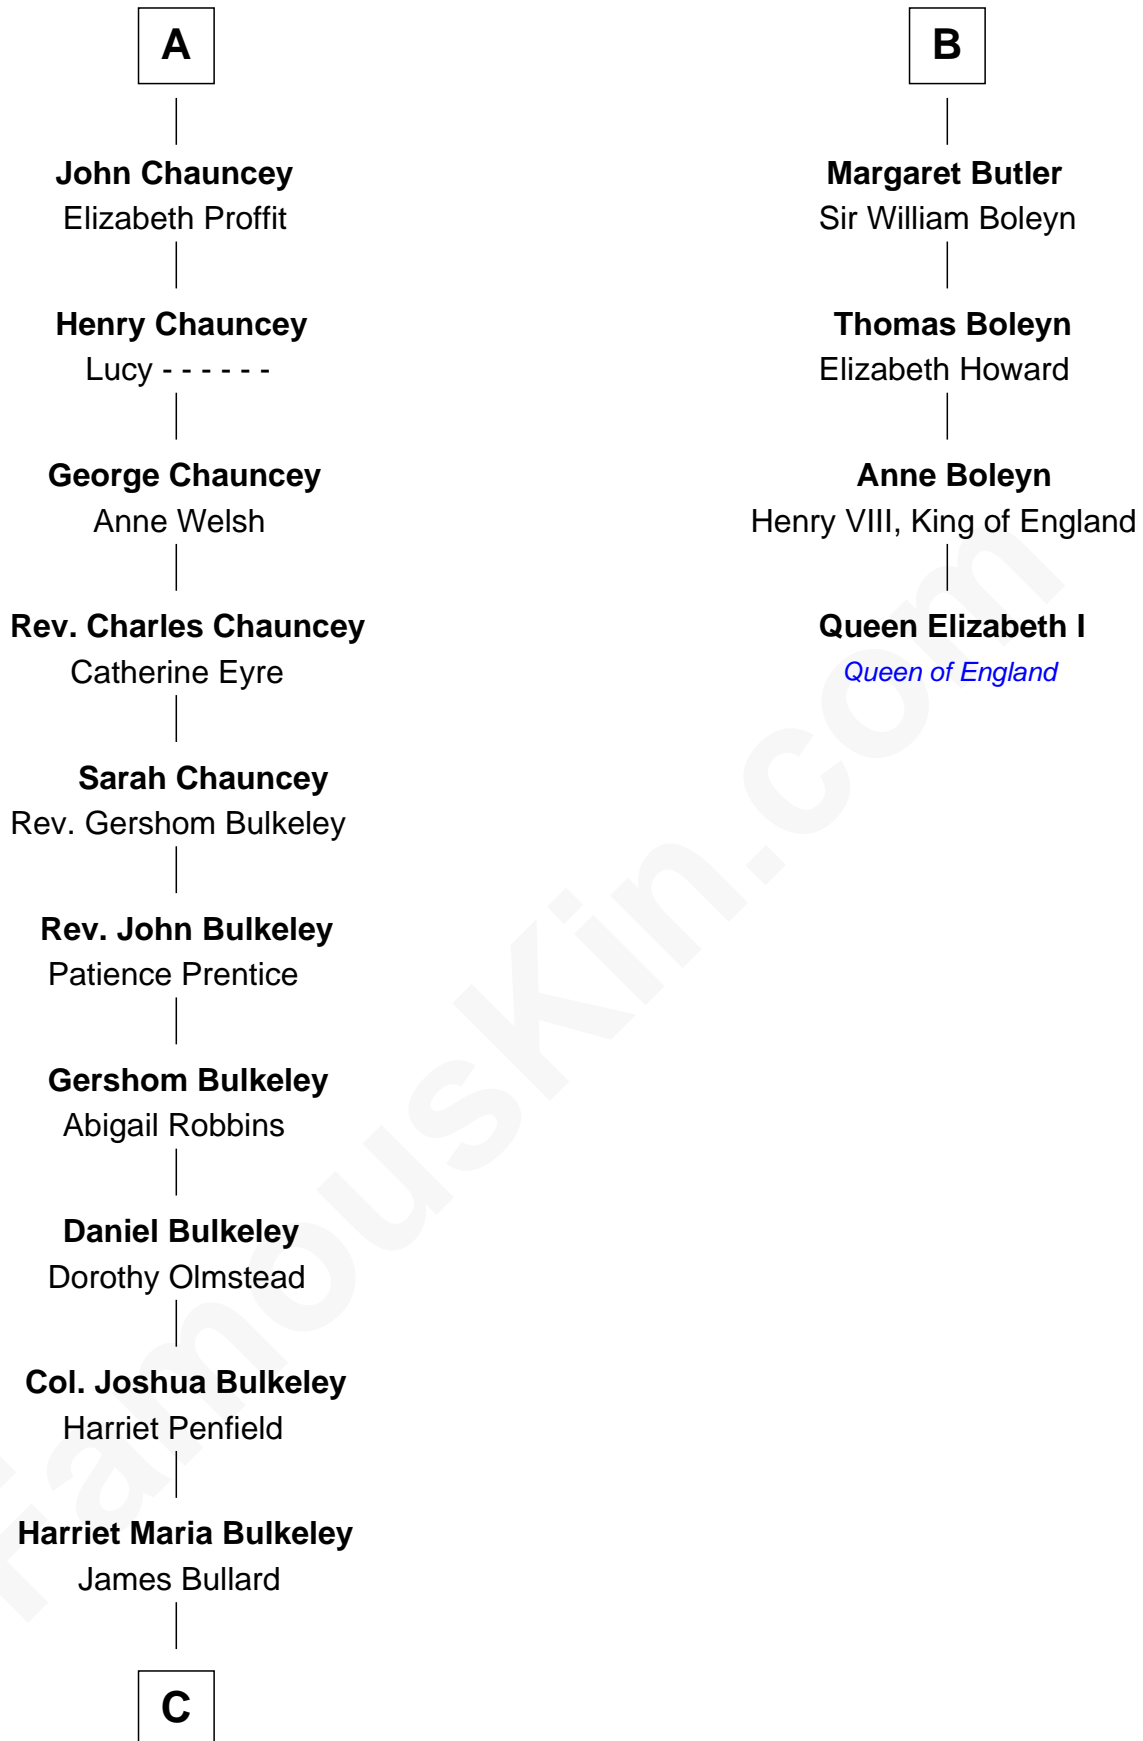 A
John Chauncey
Elizabeth Proffit
Henry Chauncey
Lucy - - - - - -
George Chauncey
Anne Welsh
Rev. Charles Chauncey
Catherine Eyre
Sarah Chauncey
Rev. Gershom Bulkeley
Rev. John Bulkeley
Patience Prentice
Gershom Bulkeley
Abigail Robbins
Daniel Bulkeley
Dorothy Olmstead
Col. Joshua Bulkeley
Harriet Penfield
Harriet Maria Bulkeley
James Bullard
C
B
Margaret Butler
Sir William Boleyn
Thomas Boleyn
Elizabeth Howard
Anne Boleyn
Henry VIII, King of England
Queen Elizabeth I
Queen of England
FamousKin.com